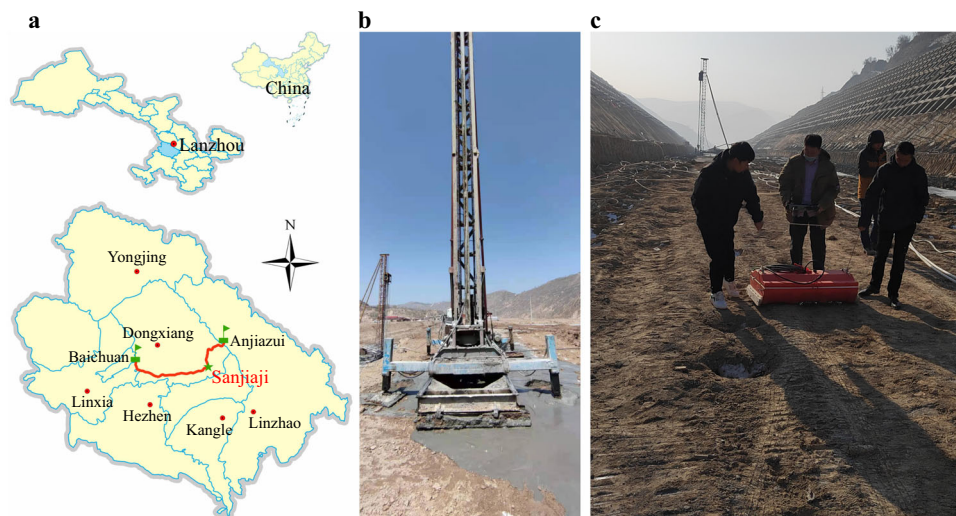 a
b
c
China
Lanzhou
N
Yongjing
Dongxiang
Anjiazui
Baichuan
Sanjiaji
Linxia
Hezhen
Kangle
Linzhao